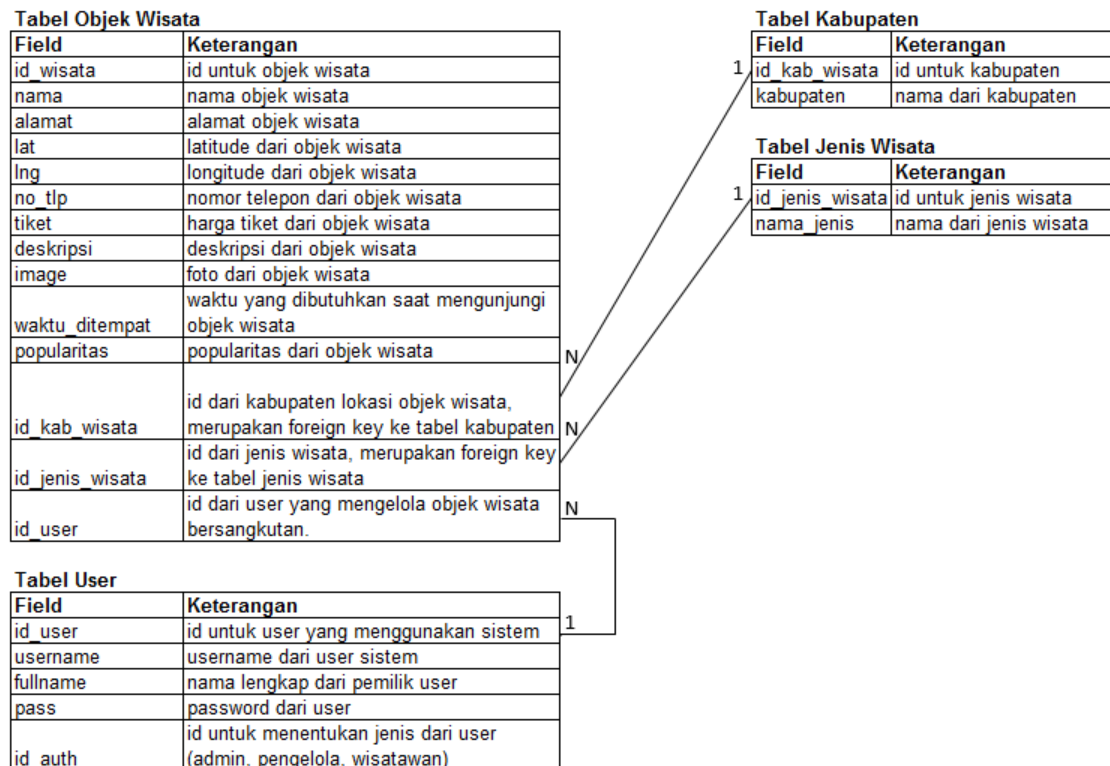 Tabel Objek Wisata
Field Keterangan
id_wisata id untuk objek wisata
nama nama objek wisata
alamat alamat objek wisata
lat latitude dari objek wisata
lng longitude dari objek wisata
no_tlp nomor telepon dari objek wisata
tiket harga tiket dari objek wisata
deskripsi deskripsi dari objek wisata
image foto dari objek wisata
waktu yang dibutuhkan saat mengunjungi
waktu_ditempat objek wisata
popularitas popularitas dari objek wisata
N
id dari kabupaten lokasi objek wisata,
id_kab_wisata merupakan foreign key ke tabel kabupaten
N
id dari jenis wisata, merupakan foreign key
id_jenis_wisata ke tabel jenis wisata
id dari user yang mengelola objek wisata
N
id_user bersangkutan.
Tabel User
Field Keterangan
id_user id untuk user yang menggunakan sistem
1
username username dari user sistem
fullname nama lengkap dari pemilik user
pass password dari user
id untuk menentukan jenis dari user
id_auth (admin, pengelola, wisatawan)
Tabel Kabupaten
Field Keterangan
1
id_kab_wisata id untuk kabupaten
kabupaten nama dari kabupaten
Tabel Jenis Wisata
Field Keterangan
1
id_jenis_wisata id untuk jenis wisata
nama_jenis nama dari jenis wisata